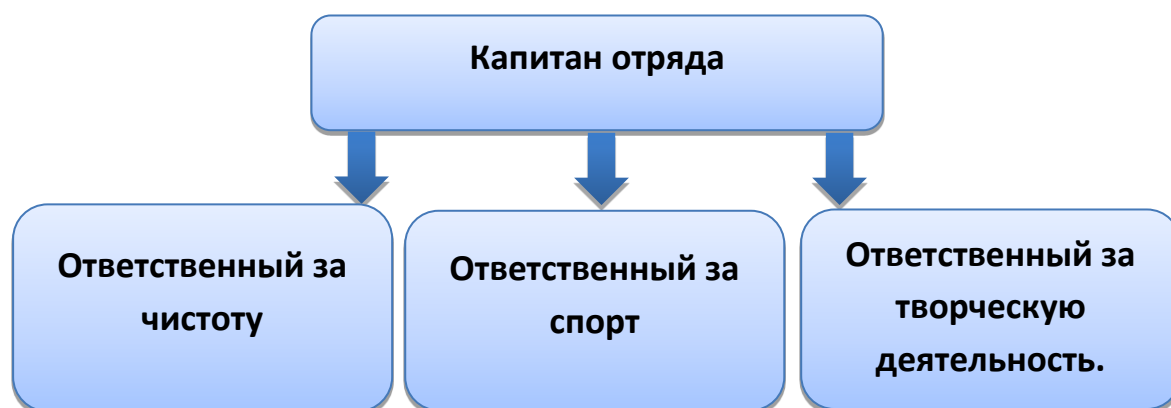 Капитан отряда
Ответственный за
чистоту
Ответственный за
спорт
Ответственный за
творческую
деятельность.